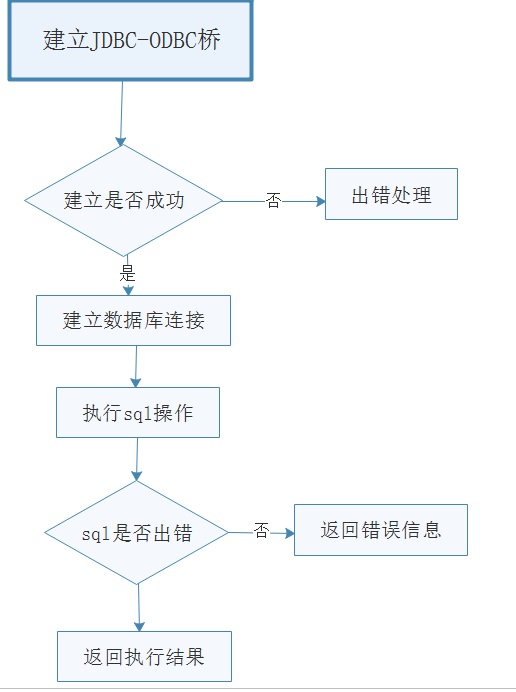 建立JDBC-ODBC桥
建立是否成功
否
出错处理
是
建立数据库连接
执行sql操作
sql是否出错
否
返回错误信息
返回执行结果